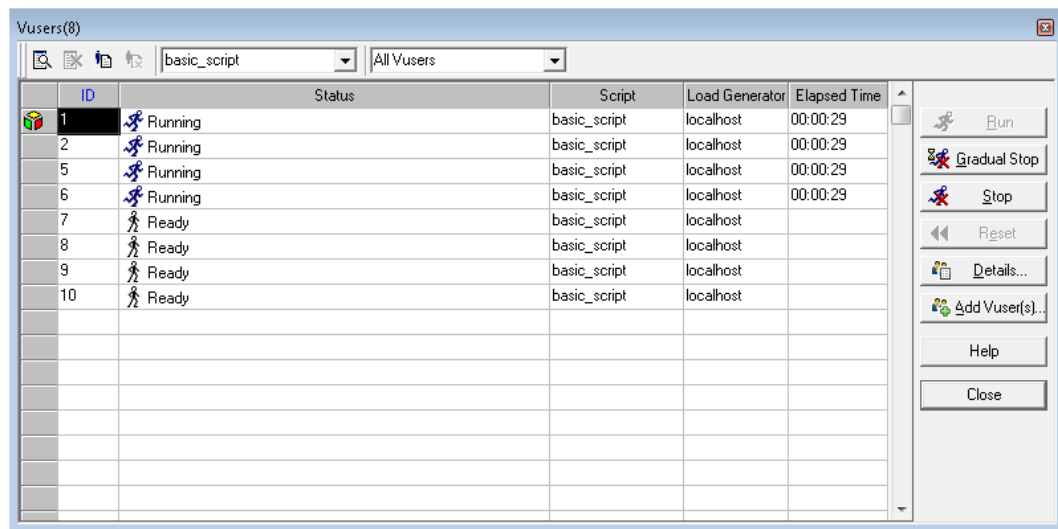 Vusers(8)
basic_script All Vusers
ID Status Script Load Generator Elapsed Time
1 Running basic_script localhost 00:00:29
2 Running basic_script localhost 00:00:29
5 Running basic_script localhost 00:00:29
6 Running basic_script localhost 00:00:29
7 Ready basic_script localhost
8 Ready basic_script localhost
9 Ready basic_script localhost
10 Ready basic_script localhost
Run
Gradual Stop
Stop
Reset
Details...
Add Vuser(s)...
Help
Close